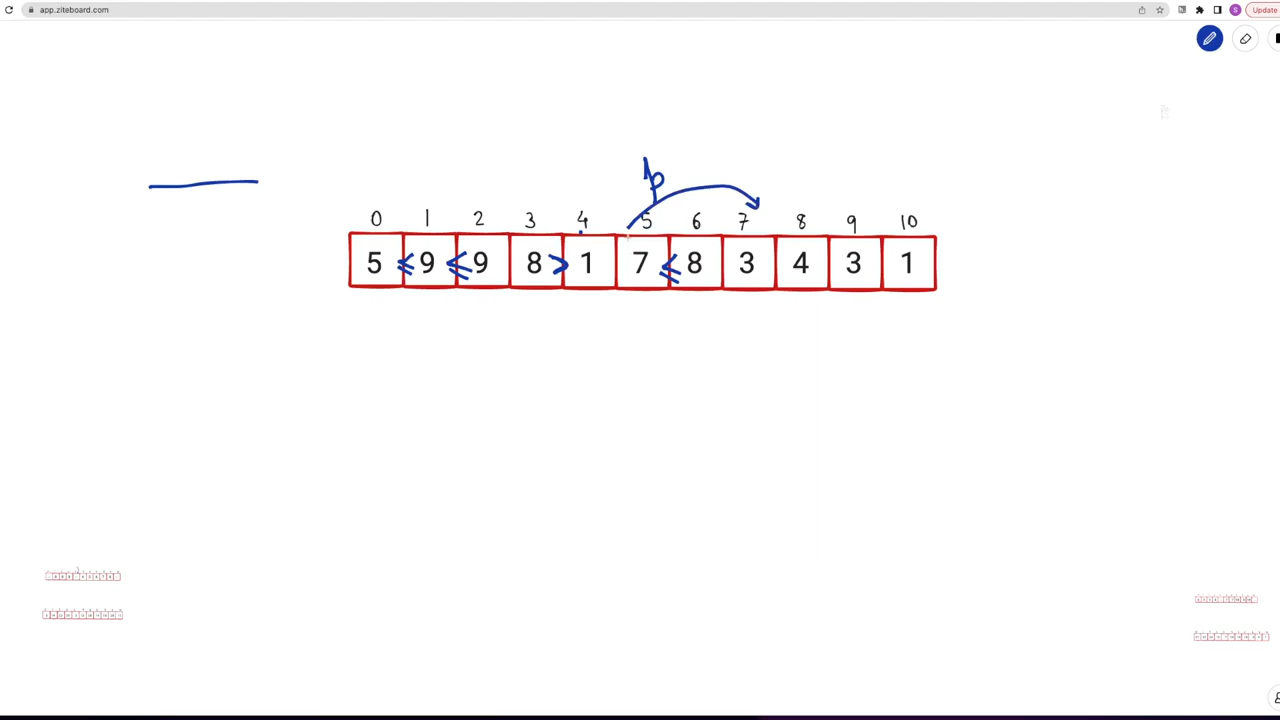 app.ziteboard.com
S
Update
p
0 1 2 3 4 5 6 7 8 9 10
5 ≤ 9 ≤ 9 8 > 1 7 ≤ 8 3 4 3 1